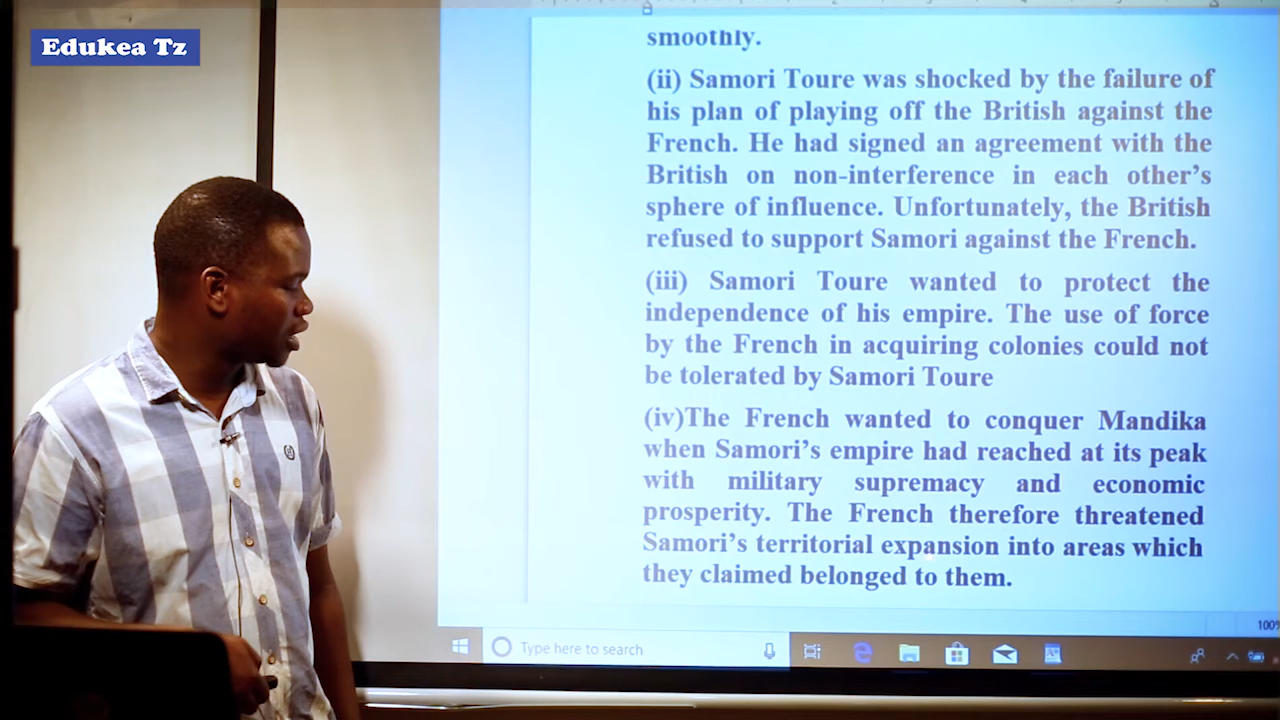 Edukea Tz
smoothly.
(ii) Samori Toure was shocked by the failure of
his plan of playing off the British against the
French. He had signed an agreement with the
British on non-interference in each other's
sphere of influence. Unfortunately, the British
refused to support Samori against the French.
(iii) Samori Toure wanted to protect the
independence of his empire. The use of force
by the French in acquiring colonies could not
be tolerated by Samori Toure
(iv)The French wanted to conquer Mandika
when Samori's empire had reached at its peak
with military supremacy and economic
prosperity. The French therefore threatened
Samori's territorial expansion into areas which
they claimed belonged to them.
100%
Type here to search